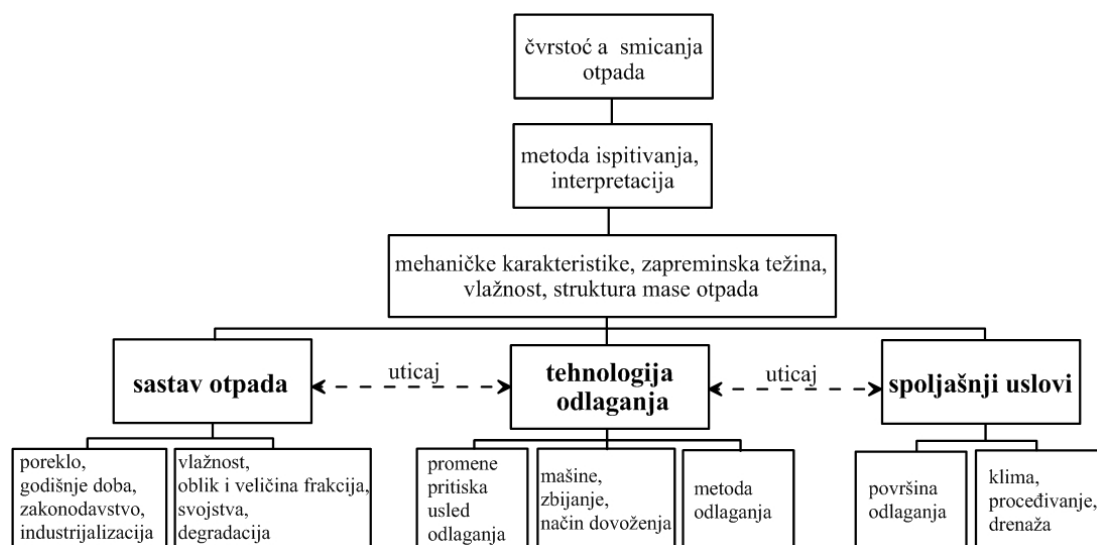 čvrstoć a smicanja
otpada
metoda ispitivanja,
interpretacija
mehaničke karakteristike, zapreminska težina,
vlažnost, struktura mase otpada
sastav otpada
uticaj
tehnologija
odlaganja
uticaj
spoljašnji uslovi
poreklo,
godišnje doba,
zakonodavstvo,
industrijalizacija
vlažnost,
oblik i veličina frakcija,
svojstva,
degradacija
promene
pritiska
usled
odlaganja
mašine,
zbijanje,
način dovoženja
metoda
odlaganja
površina
odlaganja
klima,
proceđivanje,
drenaža